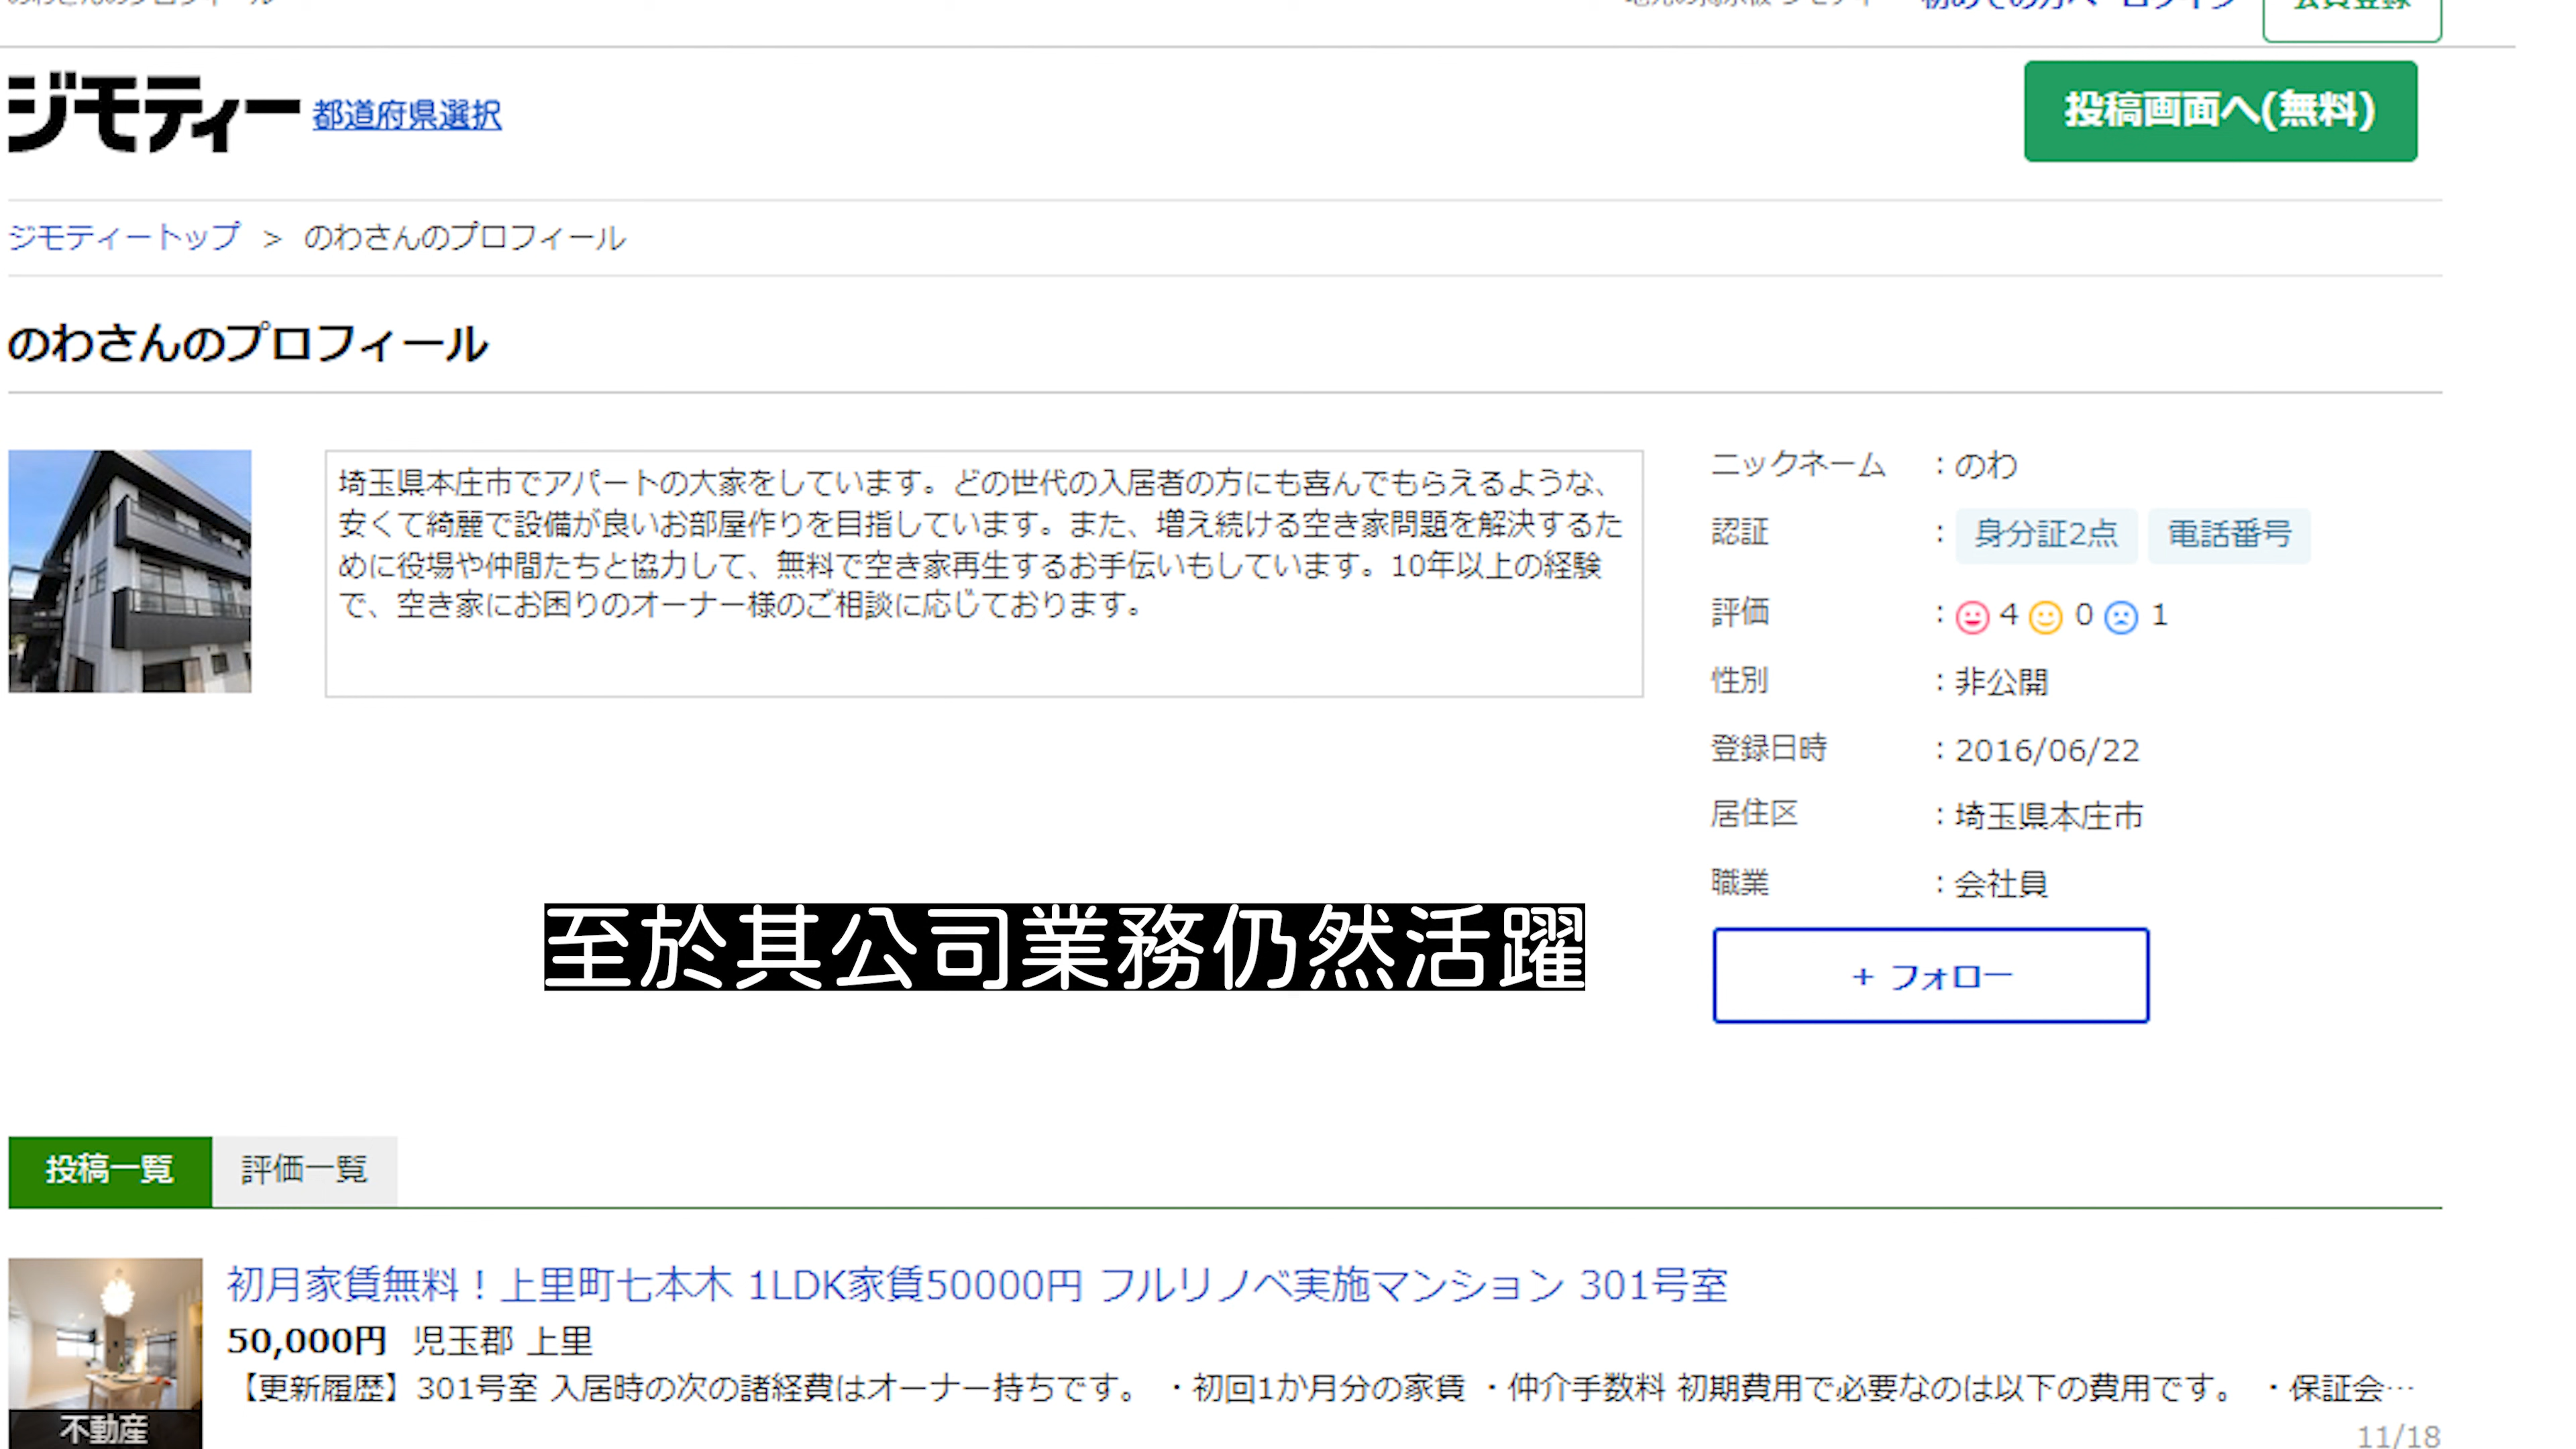 ジモティー 都道府県選択
投稿画面へ(無料)
ジモティートップ > のわさんのプロフィール
のわさんのプロフィール
埼玉県本庄市でアパートの大家をしています。どの世代の入居者の方にも喜んでもらえるような、
安くて綺麗で設備が良いお部屋作りを目指しています。また、増え続ける空き家問題を解決するた
めに役場や仲間たちと協力して、無料で空き家再生するお手伝いもしています。10年以上の経験
で、空き家にお困りのオーナー様のご相談に応じております。
ニックネーム : のわ
認証 : 身分証2点 電話番号
評価 : 4 0 1
性別 : 非公開
登録日時 : 2016/06/22
居住区 : 埼玉県本庄市
職業 : 会社員
+ フォロー
至於其公司業務仍然活躍
投稿一覧 評価一覧
初月家賃無料！上里町七本木 1LDK家賃50000円 フルリノベ実施マンション 301号室
50,000円 児玉郡 上里
【更新履歴】301号室 入居時の次の諸経費はオーナー持ちです。 ・初回1か月分の家賃 ・仲介手数料 初期費用で必要なのは以下の費用です。 ・保証会…
不動産
11/18